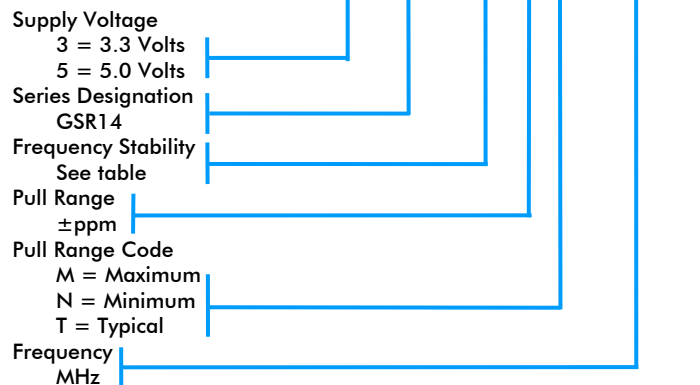 Supply Voltage
3 = 3.3 Volts
5 = 5.0 Volts
Series Designation
GSR14
Frequency Stability
See table
Pull Range
±ppm
Pull Range Code
M = Maximum
N = Minimum
T = Typical
Frequency
MHz